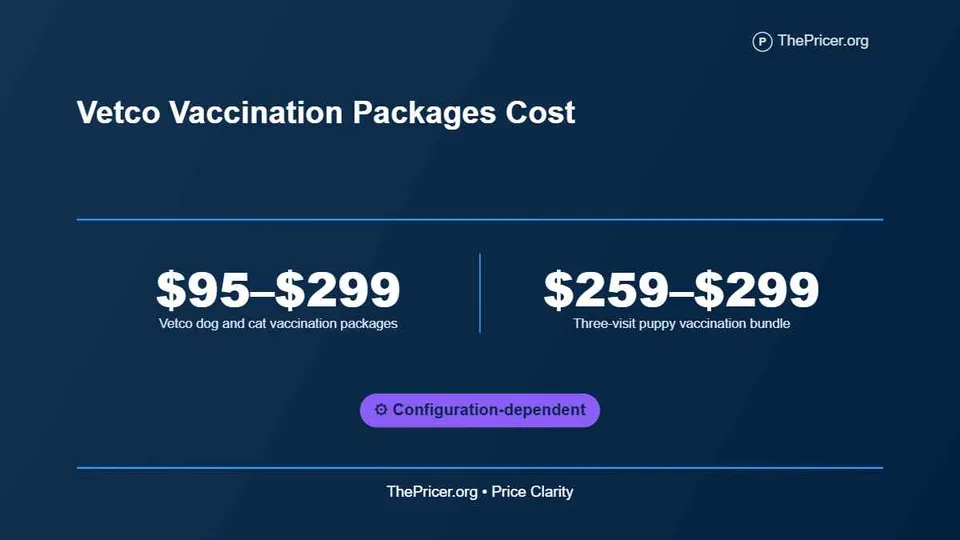 ThePricer.org
Vetco Vaccination Packages Cost
$95–$299
Vetco dog and cat vaccination packages
$259–$299
Three-visit puppy vaccination bundle
⚙ Configuration-dependent
ThePricer.org • Price Clarity